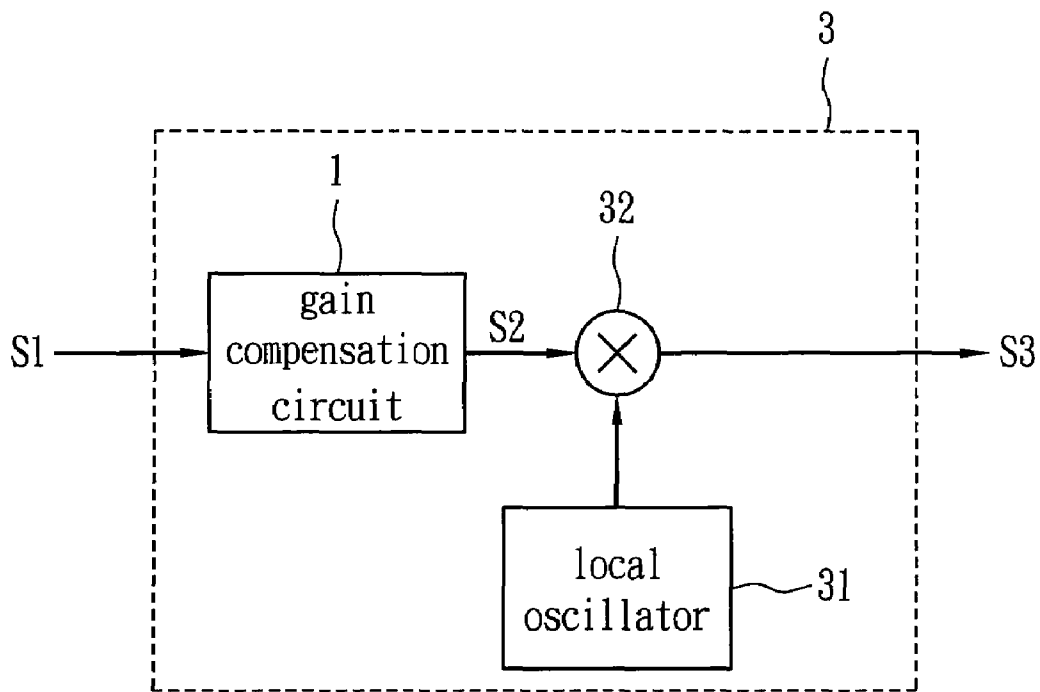 3
1
32
gain
compensation
circuit
S1
S2
S3
local
oscillator
31